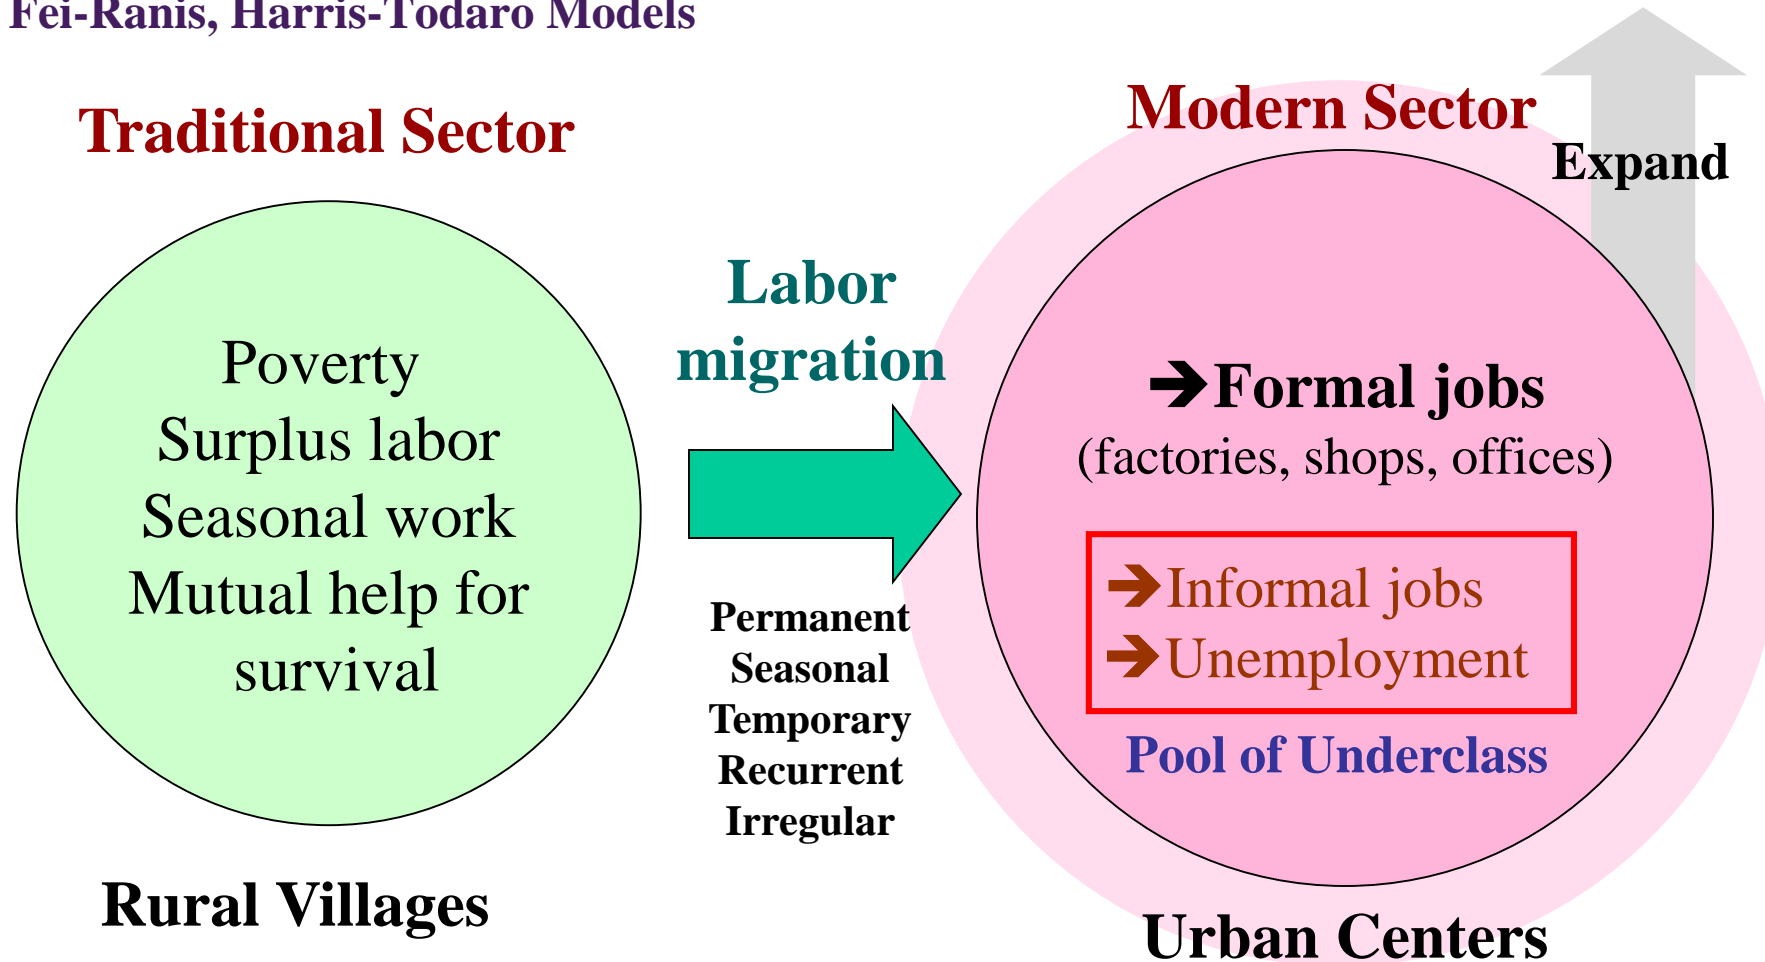 Fei-Ranis, Harris-Todaro Models
Traditional Sector
Poverty
Surplus labor
Seasonal work
Mutual help for
survival
Rural Villages
Labor
migration
Permanent
Seasonal
Temporary
Recurrent
Irregular
Modern Sector
Expand
➔Formal jobs
(factories, shops, offices)
➔Informal jobs
➔Unemployment
Pool of Underclass
Urban Centers